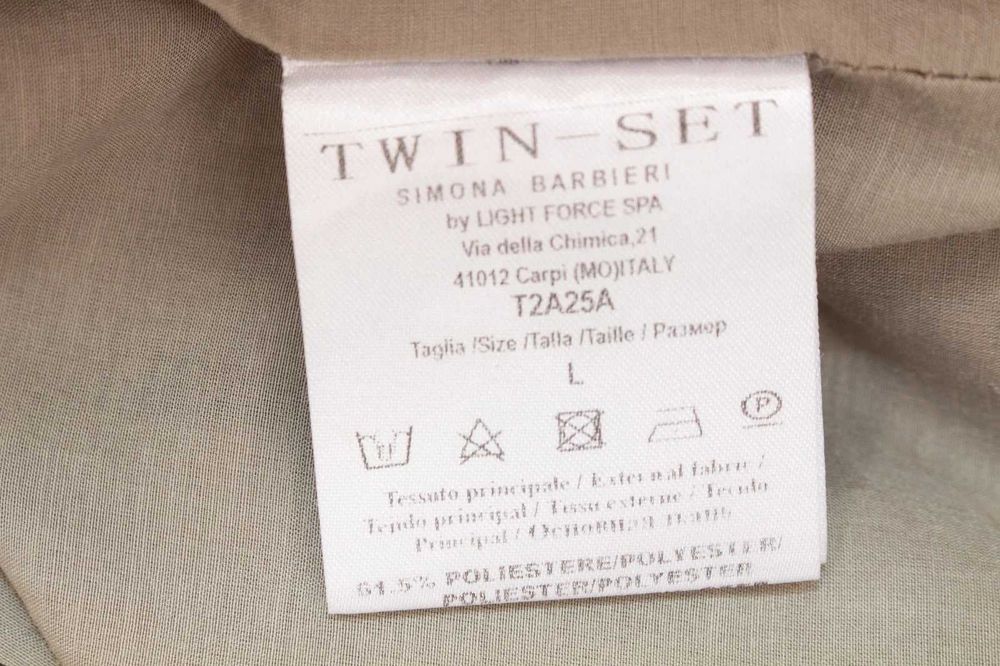 TWIN-SET
SIMONA BARBIERI
by LIGHT FORCE SPA
Via della Chimica,21
41012 Carpi (MO)ITALY
T2A25A
Taglia /Size /Talla /Taille / Размер
L
P
Tessuto principale / External fabric /
Tejido principal / Tissu externe / Tecido
Principal / Основная ткань
61.5% POLIESTERE/POLYESTER/
POLIESTER/POLYESTER